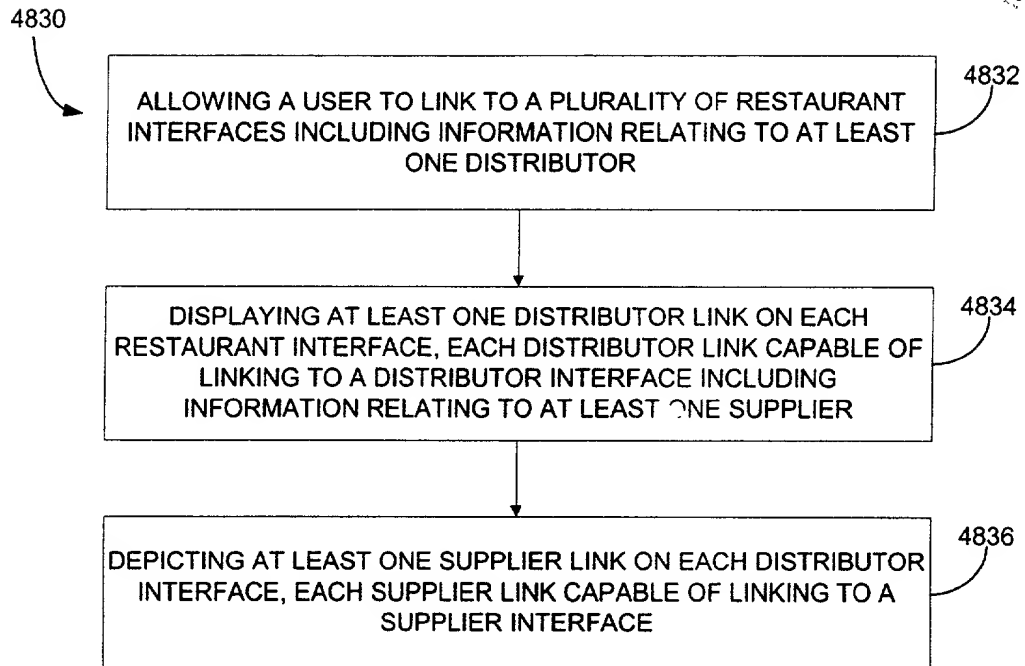 4830
4832
ALLOWING A USER TO LINK TO A PLURALITY OF RESTAURANT
INTERFACES INCLUDING INFORMATION RELATING TO AT LEAST
ONE DISTRIBUTOR
4834
DISPLAYING AT LEAST ONE DISTRIBUTOR LINK ON EACH
RESTAURANT INTERFACE, EACH DISTRIBUTOR LINK CAPABLE OF
LINKING TO A DISTRIBUTOR INTERFACE INCLUDING
INFORMATION RELATING TO AT LEAST ONE SUPPLIER
4836
DEPICTING AT LEAST ONE SUPPLIER LINK ON EACH DISTRIBUTOR
INTERFACE, EACH SUPPLIER LINK CAPABLE OF LINKING TO A
SUPPLIER INTERFACE